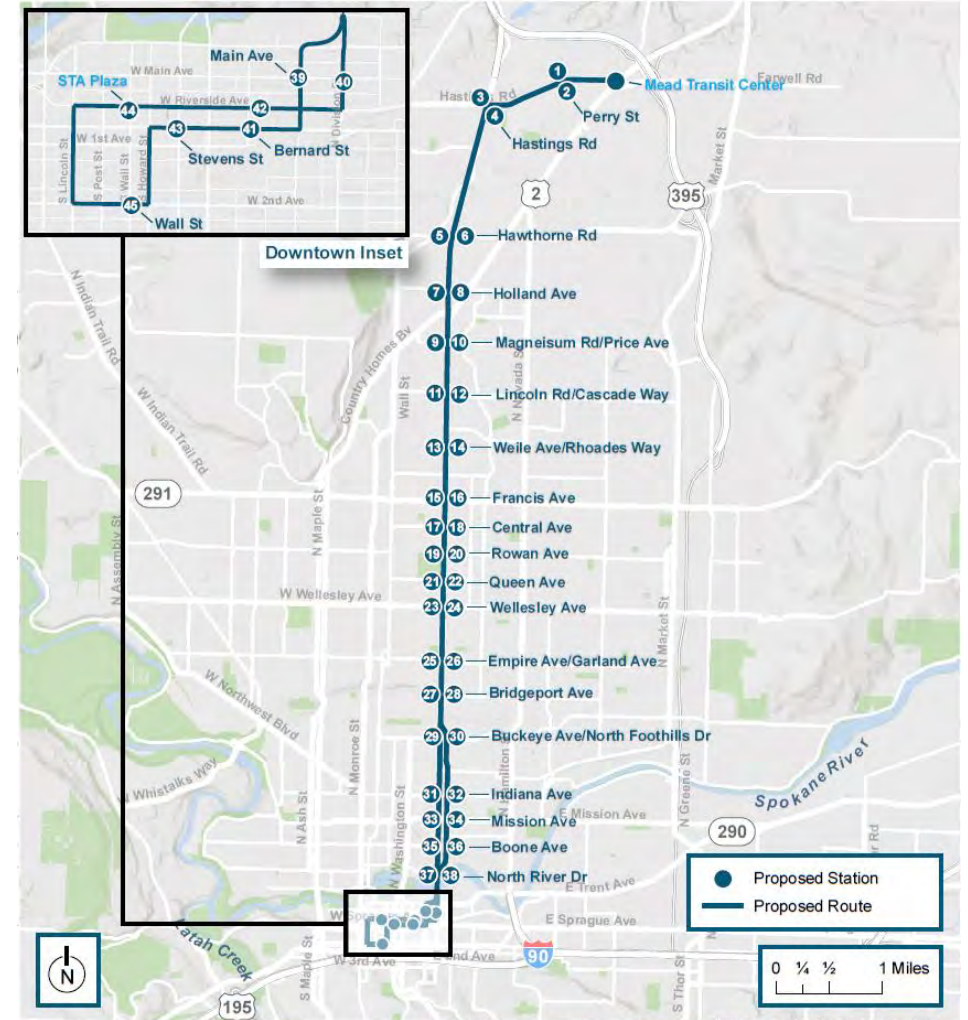 Main Ave
39
W Main Ave
STA Plaza
40
W Riverside Ave
42
44
N Division
43
41
W 1st Ave
Bernard St
Stevens St
S Lincoln St
S Post St
S Wall St
S Howard St
W 2nd Ave
45
Wall St
Downtown Inset
1
Farwell Rd
Mead Transit Center
2
Perry St
3
Hastings Rd
4
Hastings Rd
Market St
2
395
5 6 Hawthorne Rd
N Indian Trail Rd
7 8 Holland Ave
Country Homes Bv
9 10 Magneisum Rd/Price Ave
Wall St
N Nevada St
11 12 Lincoln Rd/Cascade Way
W Indian Trail Rd
13 14 Weile Ave/Rhoades Way
291
15 16 Francis Ave
N Maple St
N Assembly St
17 18 Central Ave
19 20 Rowan Ave
21 22 Queen Ave
W Wellesley Ave
23 24 Wellesley Ave
N Market St
25 26 Empire Ave/Garland Ave
27 28 Bridgeport Ave
W Northwest Blvd
29 30 Buckeye Ave/North Foothills Dr
N Monroe St
W Whistalks Way
Spokane River
31 32 Indiana Ave
N Hamilton
N Greene St
N Ash St
33 34 Mission Ave
E Mission Ave
N Washington St
290
35 36 Boone Ave
37 38 North River Dr
E Trent Ave
E Sprague Ave
Latah Creek
W 3rd Ave
E 2nd Ave
90
S Maple St
S Thor St
195
N
Proposed Station
Proposed Route
0 ¼ ½ 1 Miles